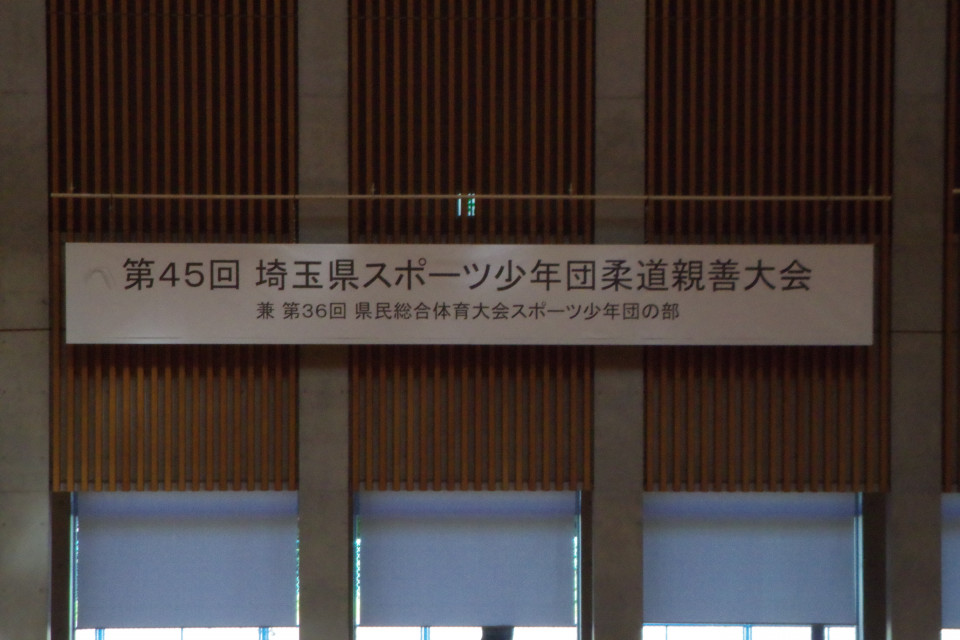 第45回 埼玉県スポーツ少年団柔道親善大会
兼 第36回 県民総合体育大会スポーツ少年団の部